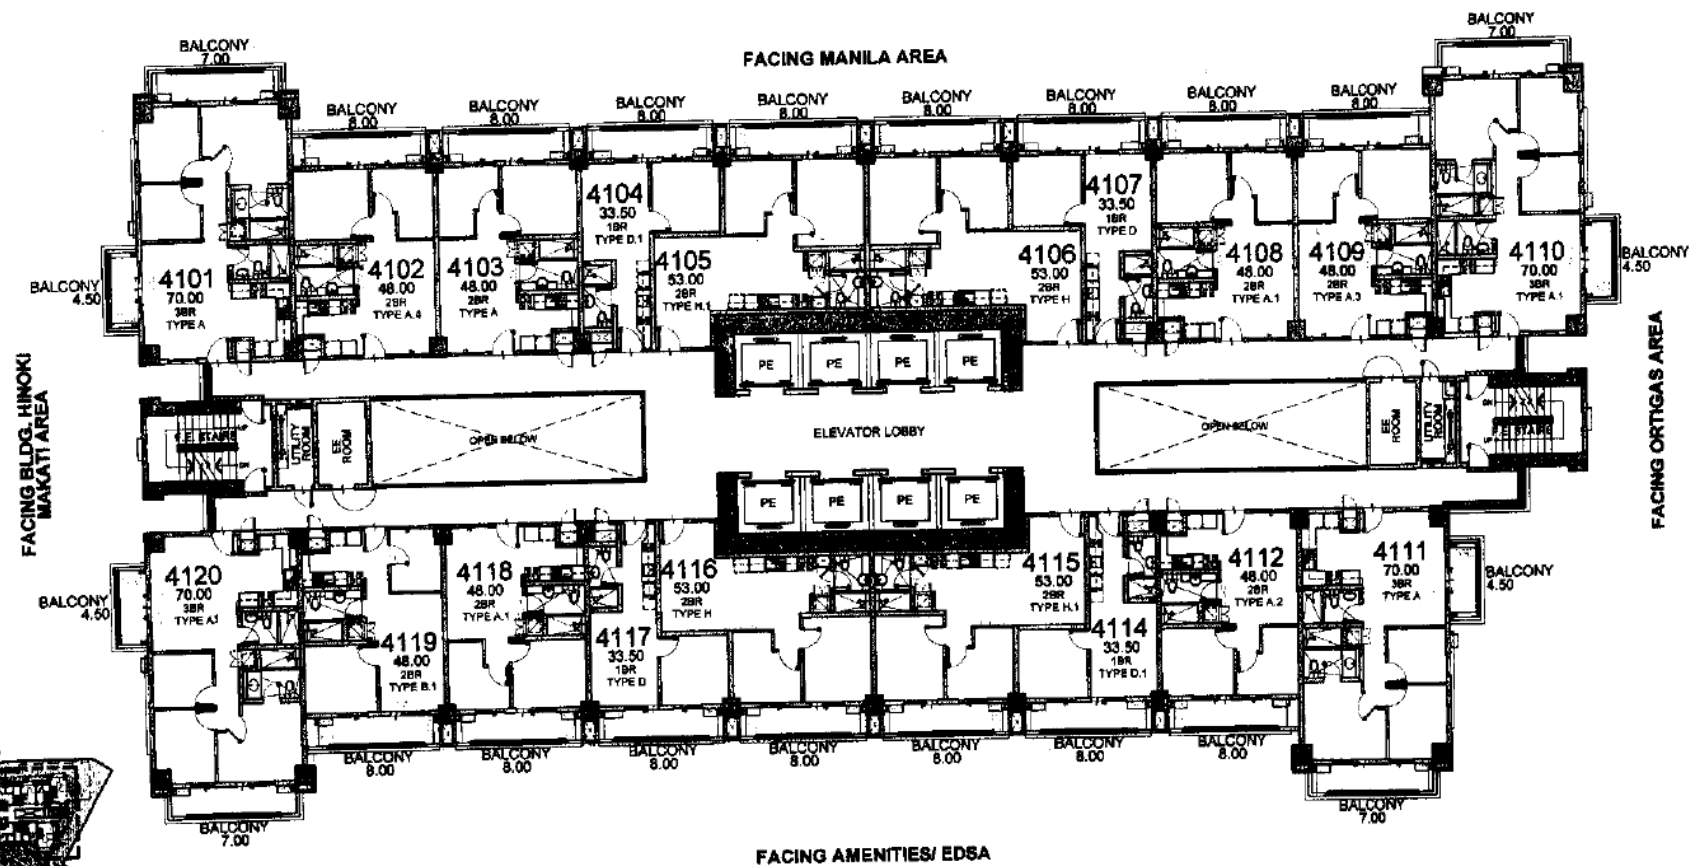 BALCONY
7.00
FACING MANILA AREA
BALCONY
7.00
BALCONY
8.00
BALCONY
8.00
BALCONY
8.00
BALCONY
8.00
BALCONY
8.00
BALCONY
8.00
BALCONY
8.00
BALCONY
8.00
BALCONY
4.50
4101
70.00
3BR
TYPE A
4102
48.00
2BR
TYPE A.4
4103
48.00
2BR
TYPE A
4104
33.50
1BR
TYPE D.1
4105
53.00
2BR
TYPE H.1
4106
53.00
2BR
TYPE H
4107
33.50
1BR
TYPE D
4108
48.00
2BR
TYPE A.1
4109
48.00
2BR
TYPE A.3
4110
70.00
3BR
TYPE A.1
BALCONY
4.50
PE
PE
PE
PE
FACING BLDG. HINOKI
MAKATI AREA
F.E. STAIRS
UP
DN
UTILITY
ROOM
EE
ROOM
OPEN BELOW
ELEVATOR LOBBY
OPEN BELOW
EE
ROOM
UTILITY
ROOM
DN
F.E. STAIRS
UP
FACING ORTIGAS AREA
PE
PE
PE
PE
BALCONY
4.50
4120
70.00
3BR
TYPE A.1
4119
48.00
2BR
TYPE B.1
4118
48.00
2BR
TYPE A.1
4117
33.50
1BR
TYPE D
4116
53.00
2BR
TYPE H
4115
53.00
2BR
TYPE H.1
4114
33.50
1BR
TYPE D.1
4112
48.00
2BR
TYPE A.2
4111
70.00
3BR
TYPE A
BALCONY
4.50
BALCONY
8.00
BALCONY
8.00
BALCONY
8.00
BALCONY
8.00
BALCONY
8.00
BALCONY
8.00
BALCONY
8.00
BALCONY
7.00
BALCONY
7.00
FACING AMENITIES/ EDSA